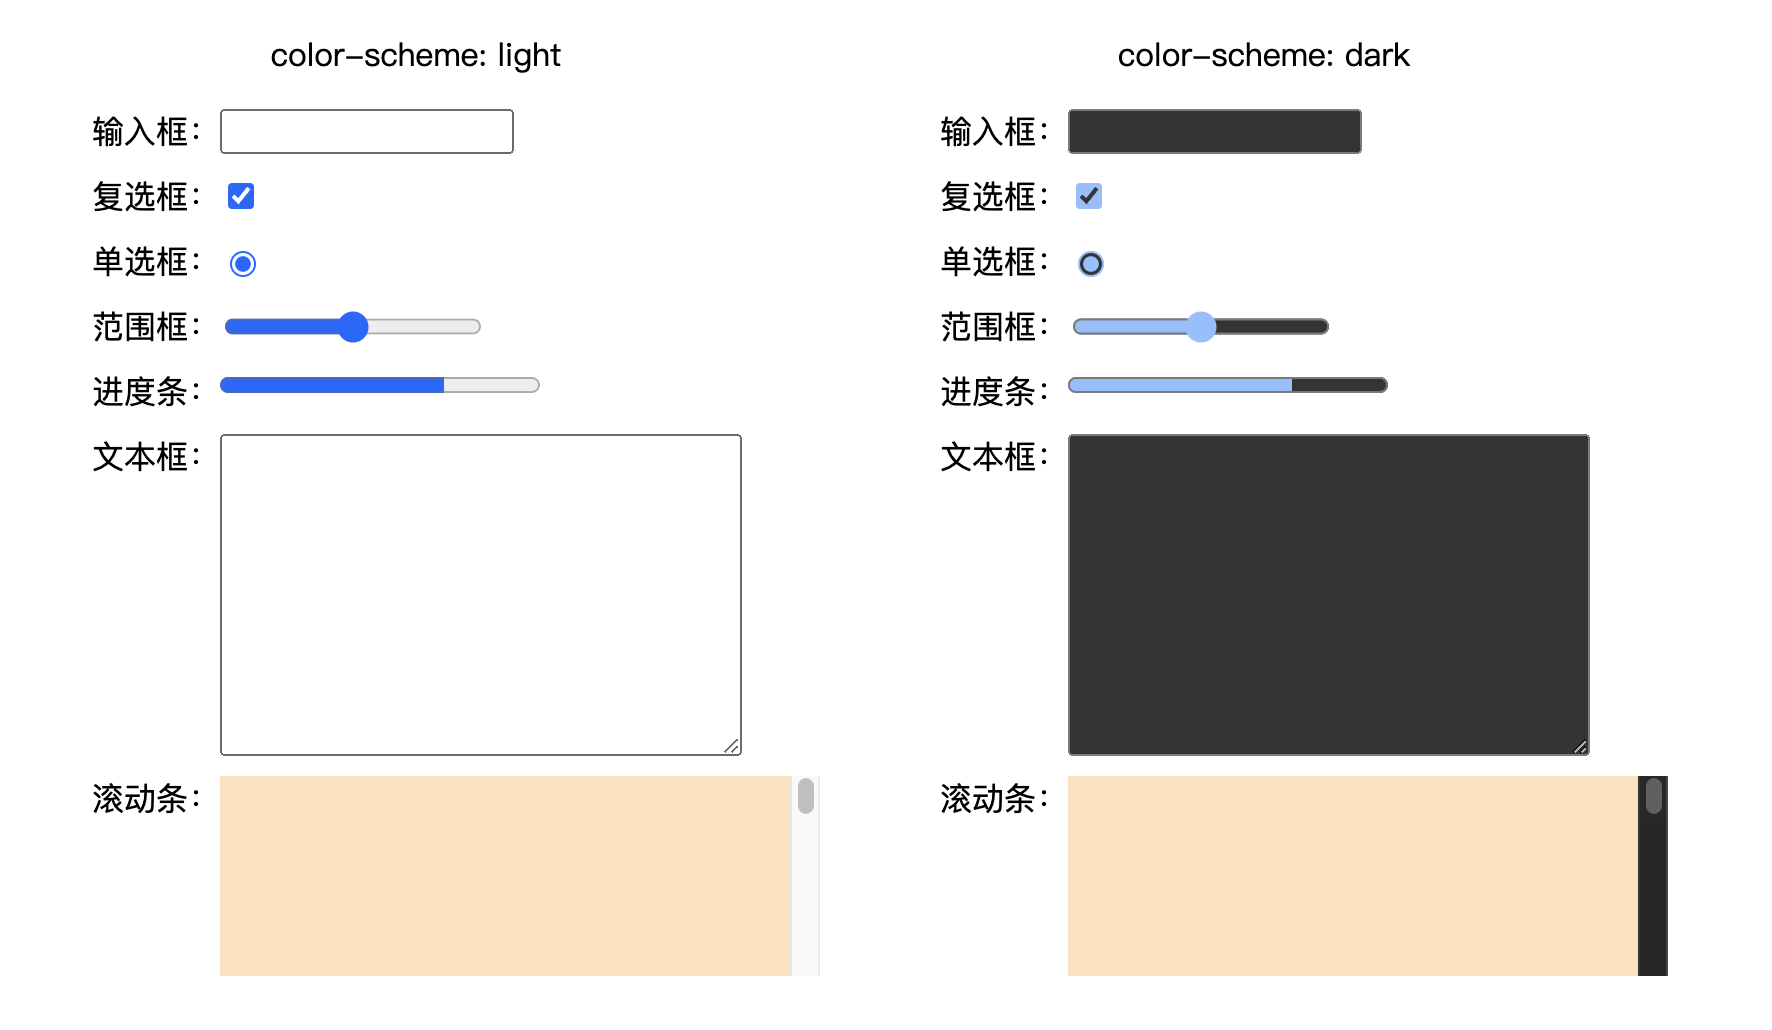 color-scheme: light
输入框：
复选框：
单选框：
范围框：
进度条：
文本框：
滚动条：
color-scheme: dark
输入框：
复选框：
单选框：
范围框：
进度条：
文本框：
滚动条：